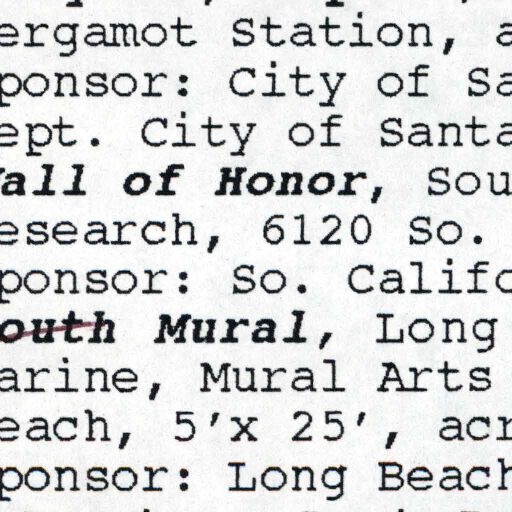 ergamot Station, a
ponsor: City of Sa
ept. City of Santa
all of Honor, Sou
esearch, 6120 So.
ponsor: So. Califo
outh Mural, Long
arine, Mural Arts
each, 5'x 25', acr
ponsor: Long Beach